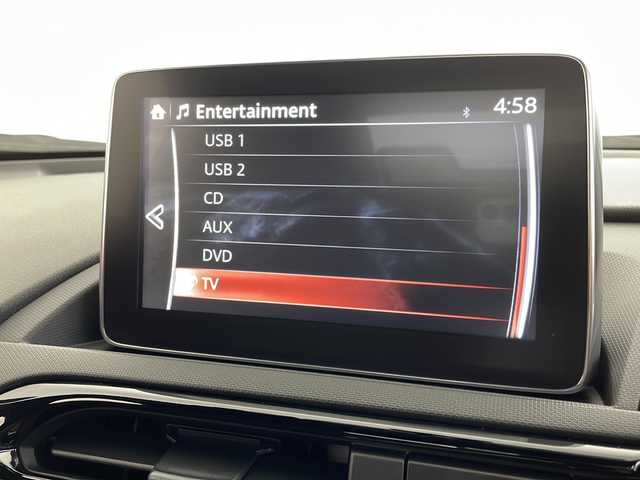 Entertainment 4:58
USB 1
USB 2
CD
AUX
DVD
TV